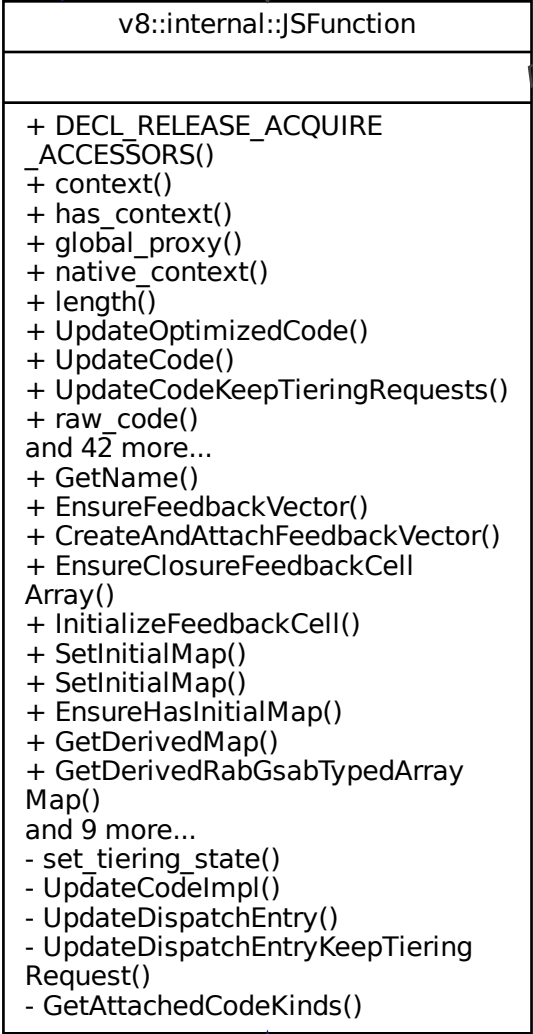 v8::internal::JSFunction
+ DECL_RELEASE_ACQUIRE
_ACCESSORS()
+ context()
+ has_context()
+ global_proxy()
+ native_context()
+ length()
+ UpdateOptimizedCode()
+ UpdateCode()
+ UpdateCodeKeepTieringRequests()
+ raw_code()
and 42 more...
+ GetName()
+ EnsureFeedbackVector()
+ CreateAndAttachFeedbackVector()
+ EnsureClosureFeedbackCell
Array()
+ InitializeFeedbackCell()
+ SetInitialMap()
+ SetInitialMap()
+ EnsureHasInitialMap()
+ GetDerivedMap()
+ GetDerivedRabGsabTypedArray
Map()
and 9 more...
- set_tiering_state()
- UpdateCodeImpl()
- UpdateDispatchEntry()
- UpdateDispatchEntryKeepTiering
Request()
- GetAttachedCodeKinds()